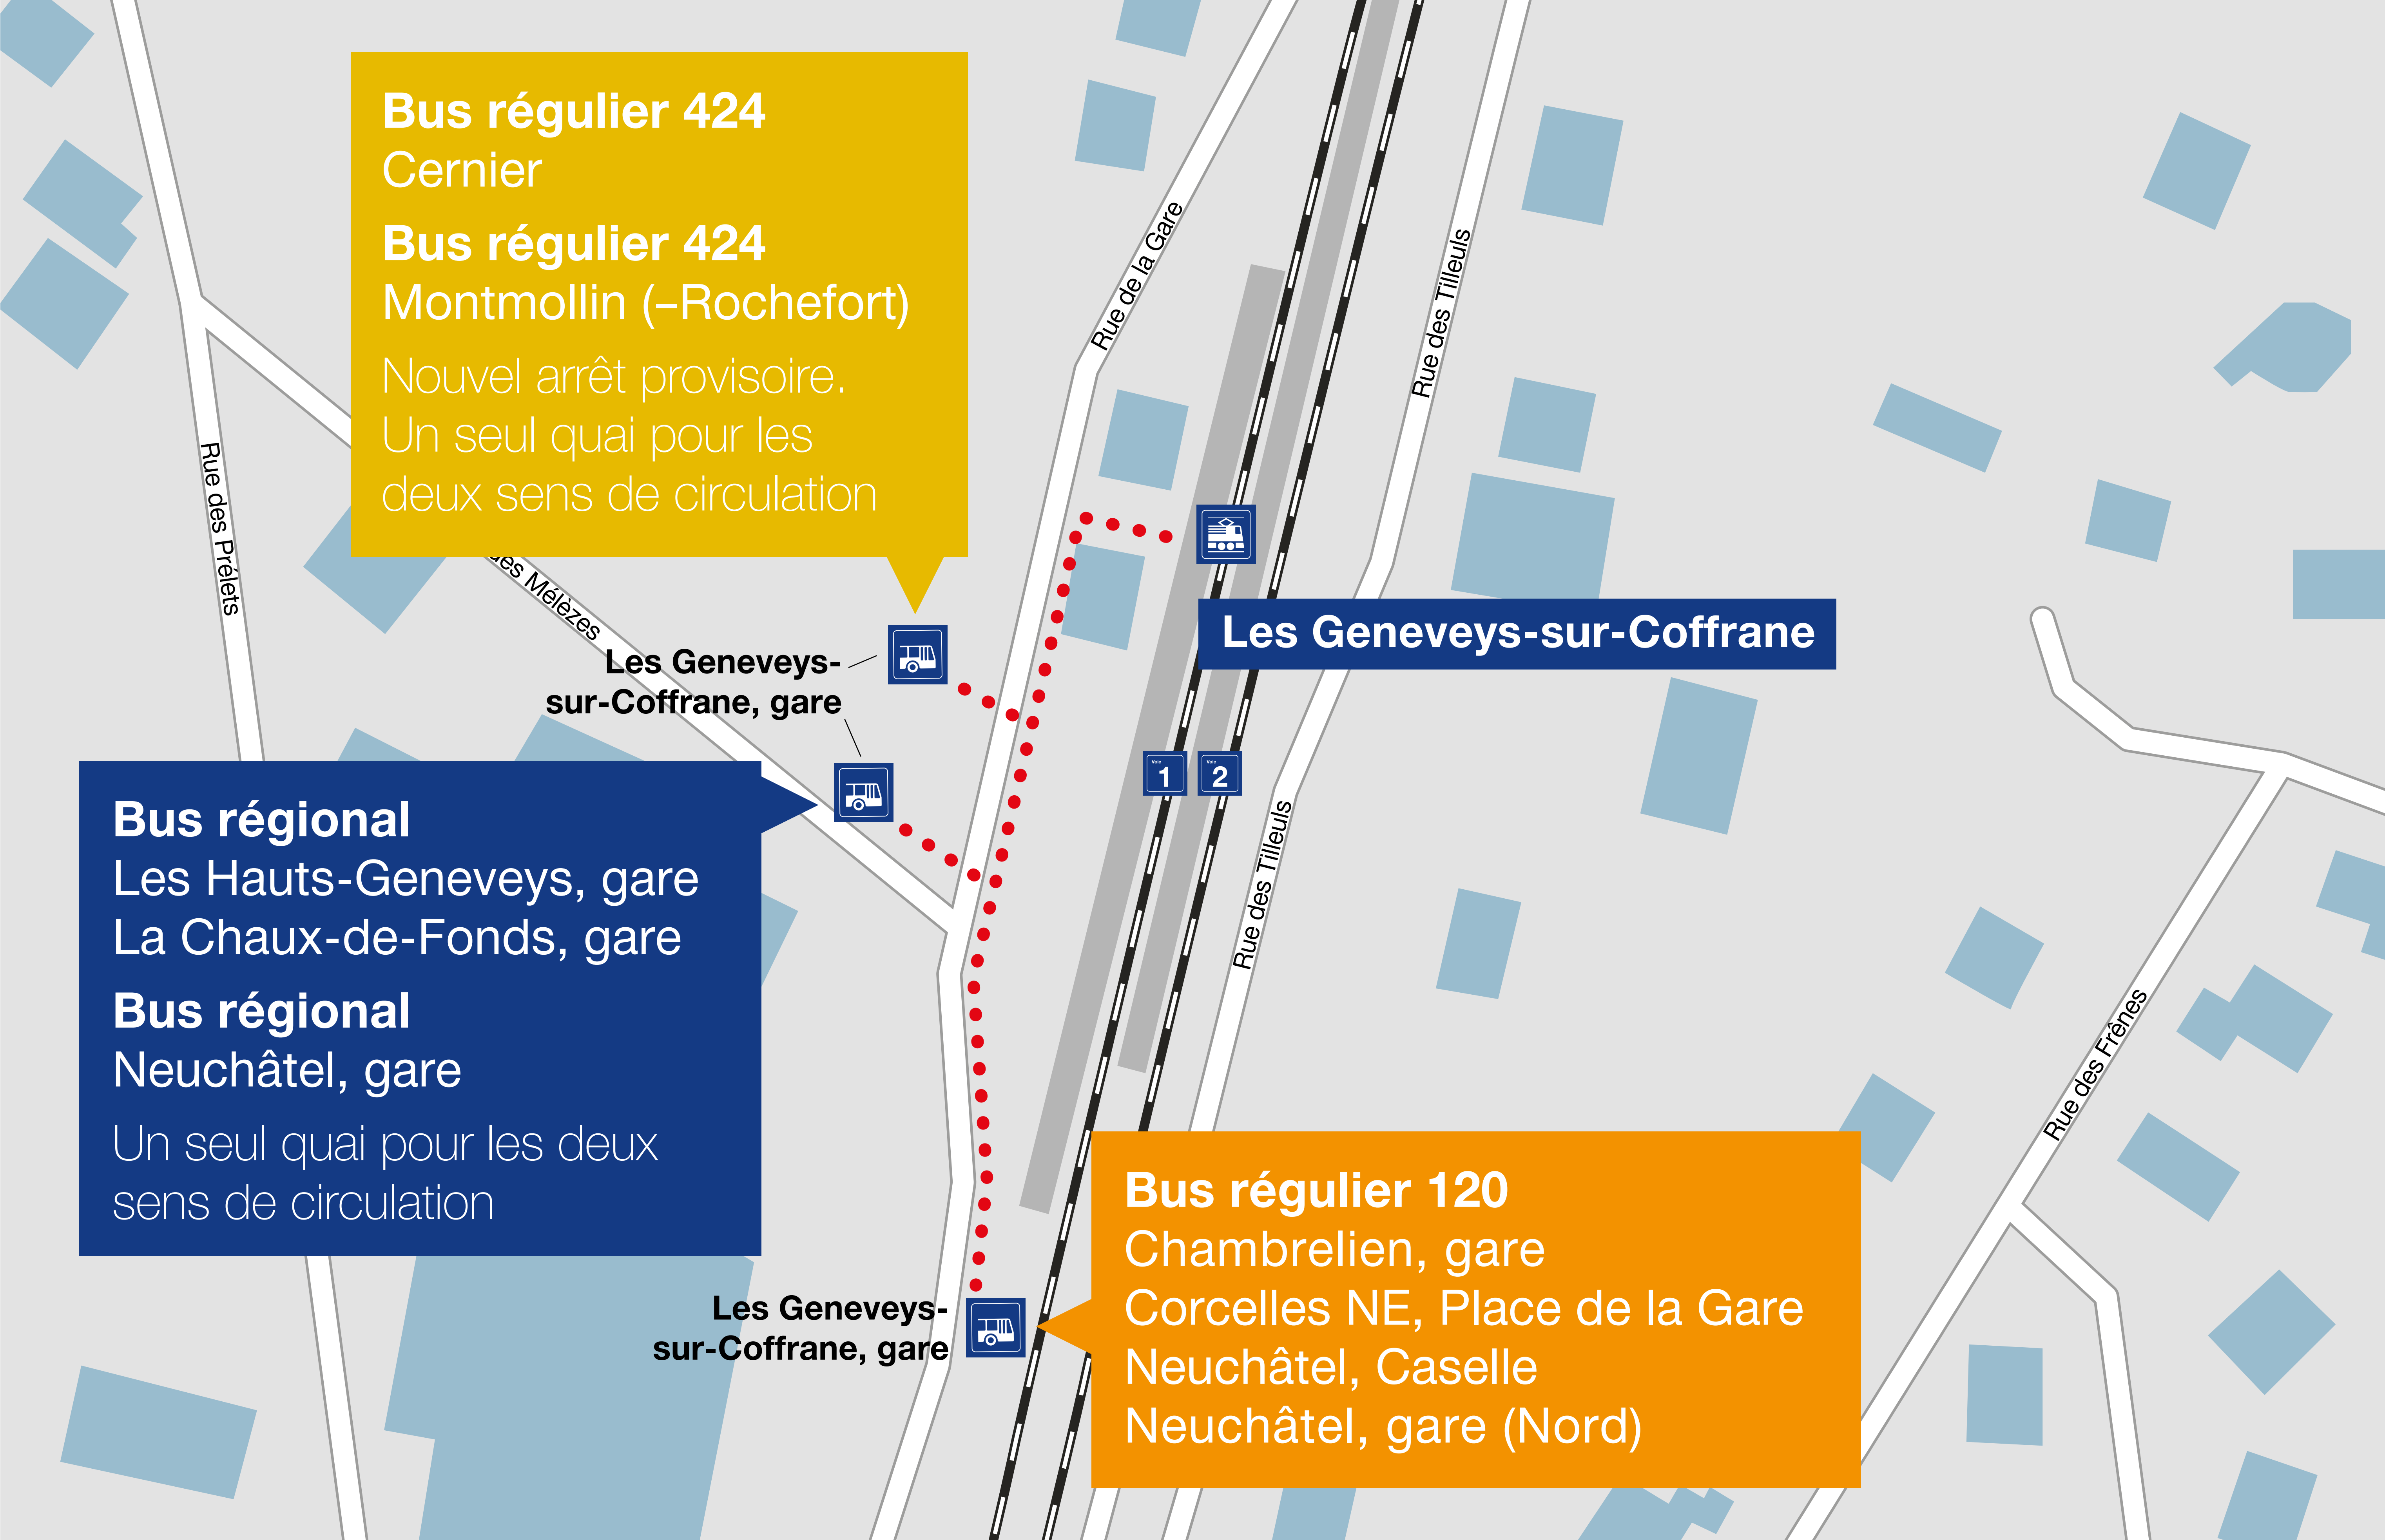 Bus régulier 424
Cernier
Bus régulier 424
Montmollin (–Rochefort)
Nouvel arrêt provisoire.
Un seul quai pour les
deux sens de circulation
Rue de la Gare
Rue des Tilleuls
Rue des Prélets
des Mélèzes
Les Geneveys-
sur-Coffrane, gare
Les Geneveys-sur-Coffrane
Voie
1
Voie
2
Bus régional
Les Hauts-Geneveys, gare
La Chaux-de-Fonds, gare
Bus régional
Neuchâtel, gare
Un seul quai pour les deux
sens de circulation
Rue des Tilleuls
Rue des Frênes
Bus régulier 120
Chambrelien, gare
Corcelles NE, Place de la Gare
Neuchâtel, Caselle
Neuchâtel, gare (Nord)
Les Geneveys-
sur-Coffrane, gare